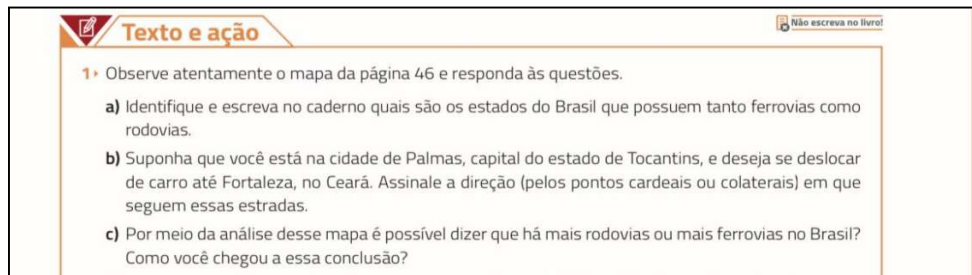 Texto e ação
Não escreva no livro!
1 Observe atentamente o mapa da página 46 e responda às questões.
a) Identifique e escreva no caderno quais são os estados do Brasil que possuem tanto ferrovias como
rodovias.
b) Suponha que você está na cidade de Palmas, capital do estado de Tocantins, e deseja se deslocar
de carro até Fortaleza, no Ceará. Assinale a direção (pelos pontos cardeais ou colaterais) em que
seguem essas estradas.
c) Por meio da análise desse mapa é possível dizer que há mais rodovias ou mais ferrovias no Brasil?
Como você chegou a essa conclusão?